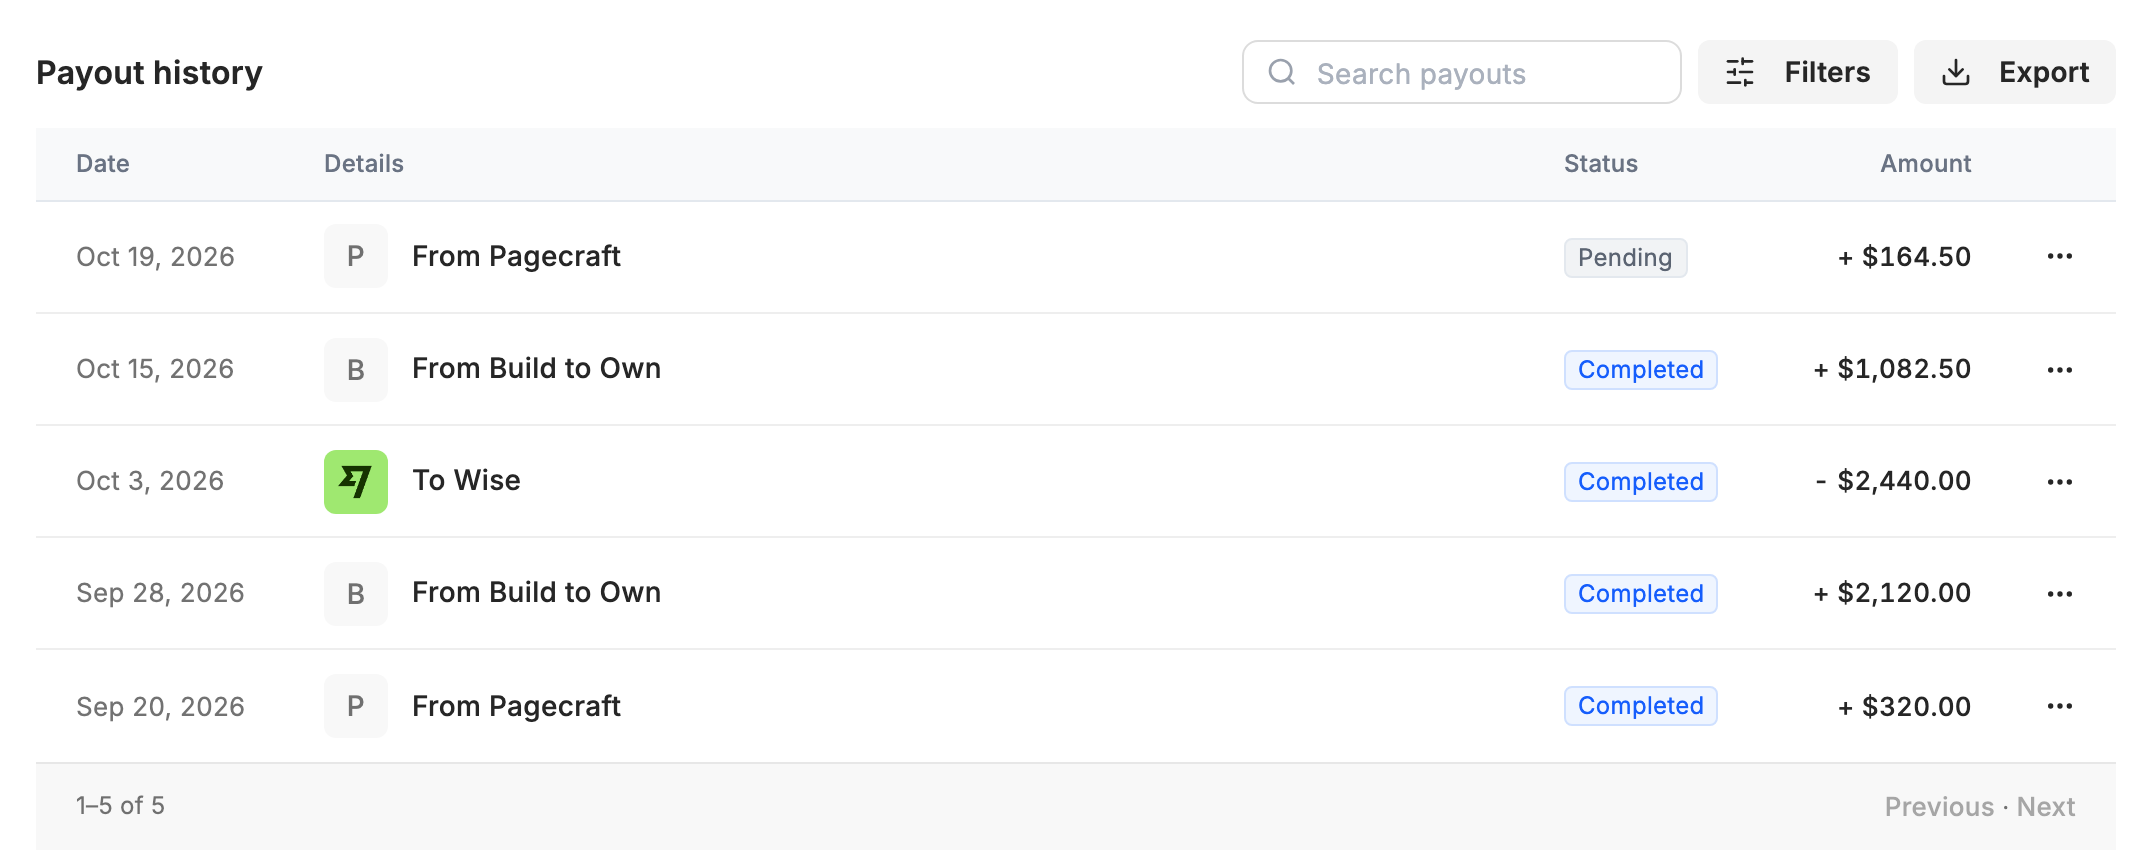 Payout history
Search payouts
Filters
Export
Date Details Status Amount
Oct 19, 2026 P From Pagecraft Pending + $164.50
Oct 15, 2026 B From Build to Own Completed + $1,082.50
Oct 3, 2026 To Wise Completed - $2,440.00
Sep 28, 2026 B From Build to Own Completed + $2,120.00
Sep 20, 2026 P From Pagecraft Completed + $320.00
1–5 of 5 Previous · Next